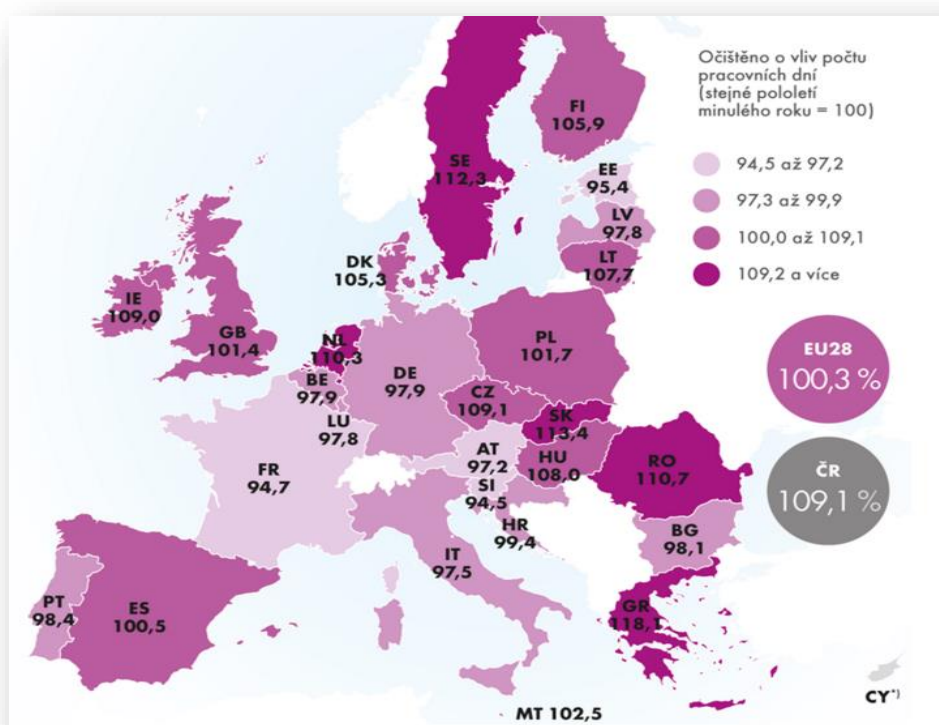 Očištěno o vliv počtu
pracovních dní
(stejné pololetí
minulého roku = 100)
94,5 až 97,2
97,3 až 99,9
100,0 až 109,1
109,2 a více
FI
105,9
SE
112,3
EE
95,4
LV
97,8
LT
107,7
DK
105,3
IE
109,0
GB
101,4
NL
110,3
BE
97,9
LU
97,8
DE
97,9
PL
101,7
CZ
109,1
SK
113,4
AT
97,2
HU
108,0
SI
94,5
HR
99,4
FR
94,7
IT
97,5
RO
110,7
BG
98,1
GR
118,1
PT
98,4
ES
100,5
EU28
100,3 %
ČR
109,1 %
CY*)
MT 102,5